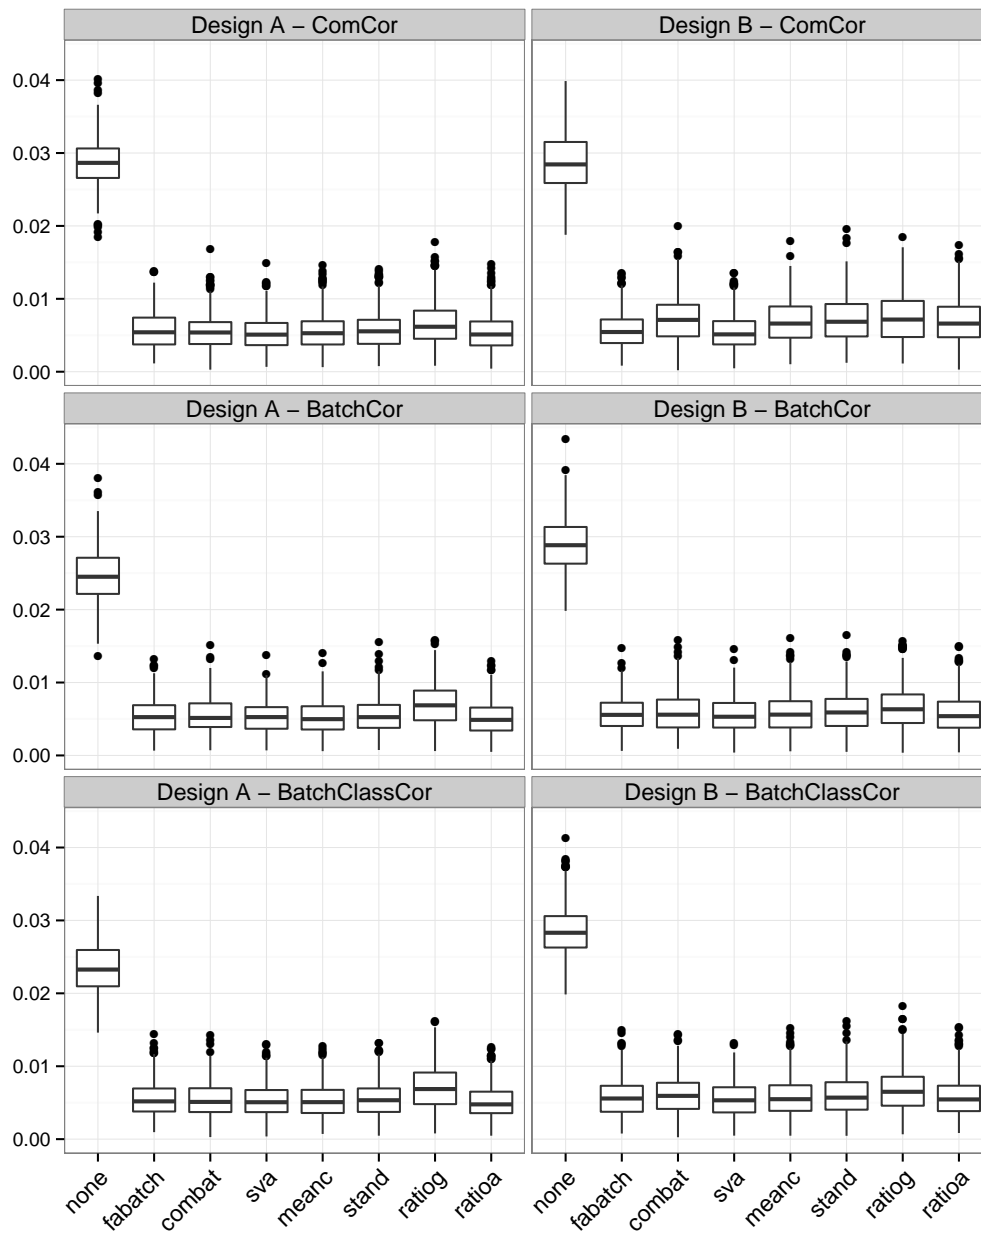 Design A – ComCor
Design B – ComCor
0.04
0.03
0.02
0.01
0.00
Design A – BatchCor
Design B – BatchCor
0.04
0.03
0.02
0.01
0.00
Design A – BatchClassCor
Design B – BatchClassCor
0.04
0.03
0.02
0.01
0.00
none
fabatch
combat
sva
meanc
stand
ratiog
ratioa
none
fabatch
combat
sva
meanc
stand
ratiog
ratioa